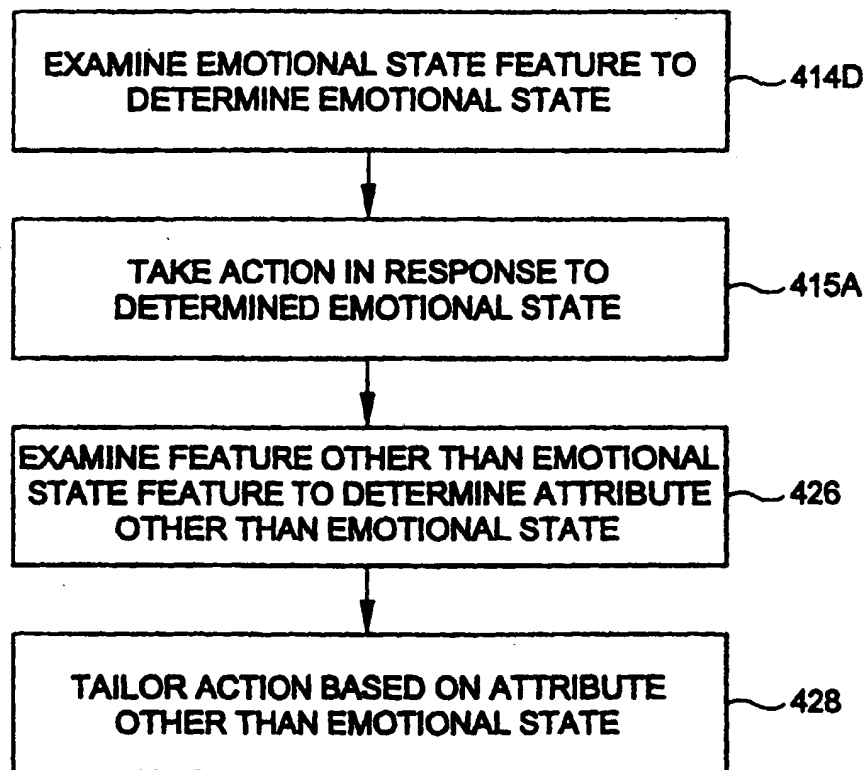 EXAMINE EMOTIONAL STATE FEATURE TO
DETERMINE EMOTIONAL STATE
414D
TAKE ACTION IN RESPONSE TO
DETERMINED EMOTIONAL STATE
415A
EXAMINE FEATURE OTHER THAN EMOTIONAL
STATE FEATURE TO DETERMINE ATTRIBUTE
OTHER THAN EMOTIONAL STATE
426
TAILOR ACTION BASED ON ATTRIBUTE
OTHER THAN EMOTIONAL STATE
428